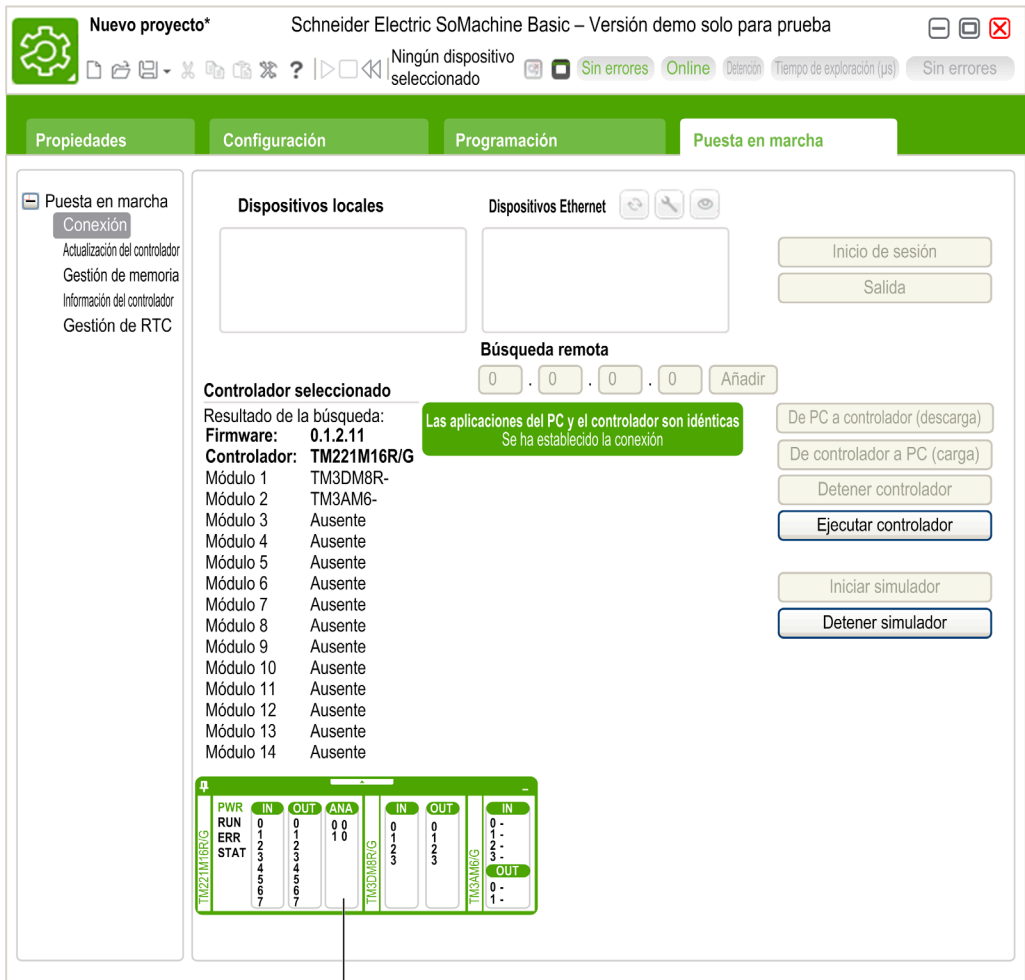 Nuevo proyecto*
Schneider Electric SoMachine Basic – Versión demo solo para prueba
?
Ningún dispositivo
seleccionado
Sin errores
Online
Detención
Tiempo de exploración (µs)
Sin errores
Propiedades
Configuración
Programación
Puesta en marcha
Puesta en marcha
Conexión
Actualización del controlador
Gestión de memoria
Información del controlador
Gestión de RTC
Dispositivos locales
Dispositivos Ethernet
Inicio de sesión
Salida
Búsqueda remota
0 . 0 . 0 . 0 Añadir
Controlador seleccionado
Resultado de la búsqueda:
Firmware: 0.1.2.11
Controlador: TM221M16R/G
Módulo 1 TM3DM8R-
Módulo 2 TM3AM6-
Módulo 3 Ausente
Módulo 4 Ausente
Módulo 5 Ausente
Módulo 6 Ausente
Módulo 7 Ausente
Módulo 8 Ausente
Módulo 9 Ausente
Módulo 10 Ausente
Módulo 11 Ausente
Módulo 12 Ausente
Módulo 13 Ausente
Módulo 14 Ausente
Las aplicaciones del PC y el controlador son idénticas
Se ha establecido la conexión
De PC a controlador (descarga)
De controlador a PC (carga)
Detener controlador
Ejecutar controlador
Iniciar simulador
Detener simulador
TM221M16R/G
PWR
RUN
ERR
STAT
IN
0
1
2
3
4
5
6
7
OUT
0
1
2
3
4
5
6
7
ANA
0 0
1 0
TM3DM8R/G
IN
0
1
2
3
OUT
0
1
2
3
TM3AM6/G
IN
0 -
1 -
2 -
3 -
OUT
0 -
1 -